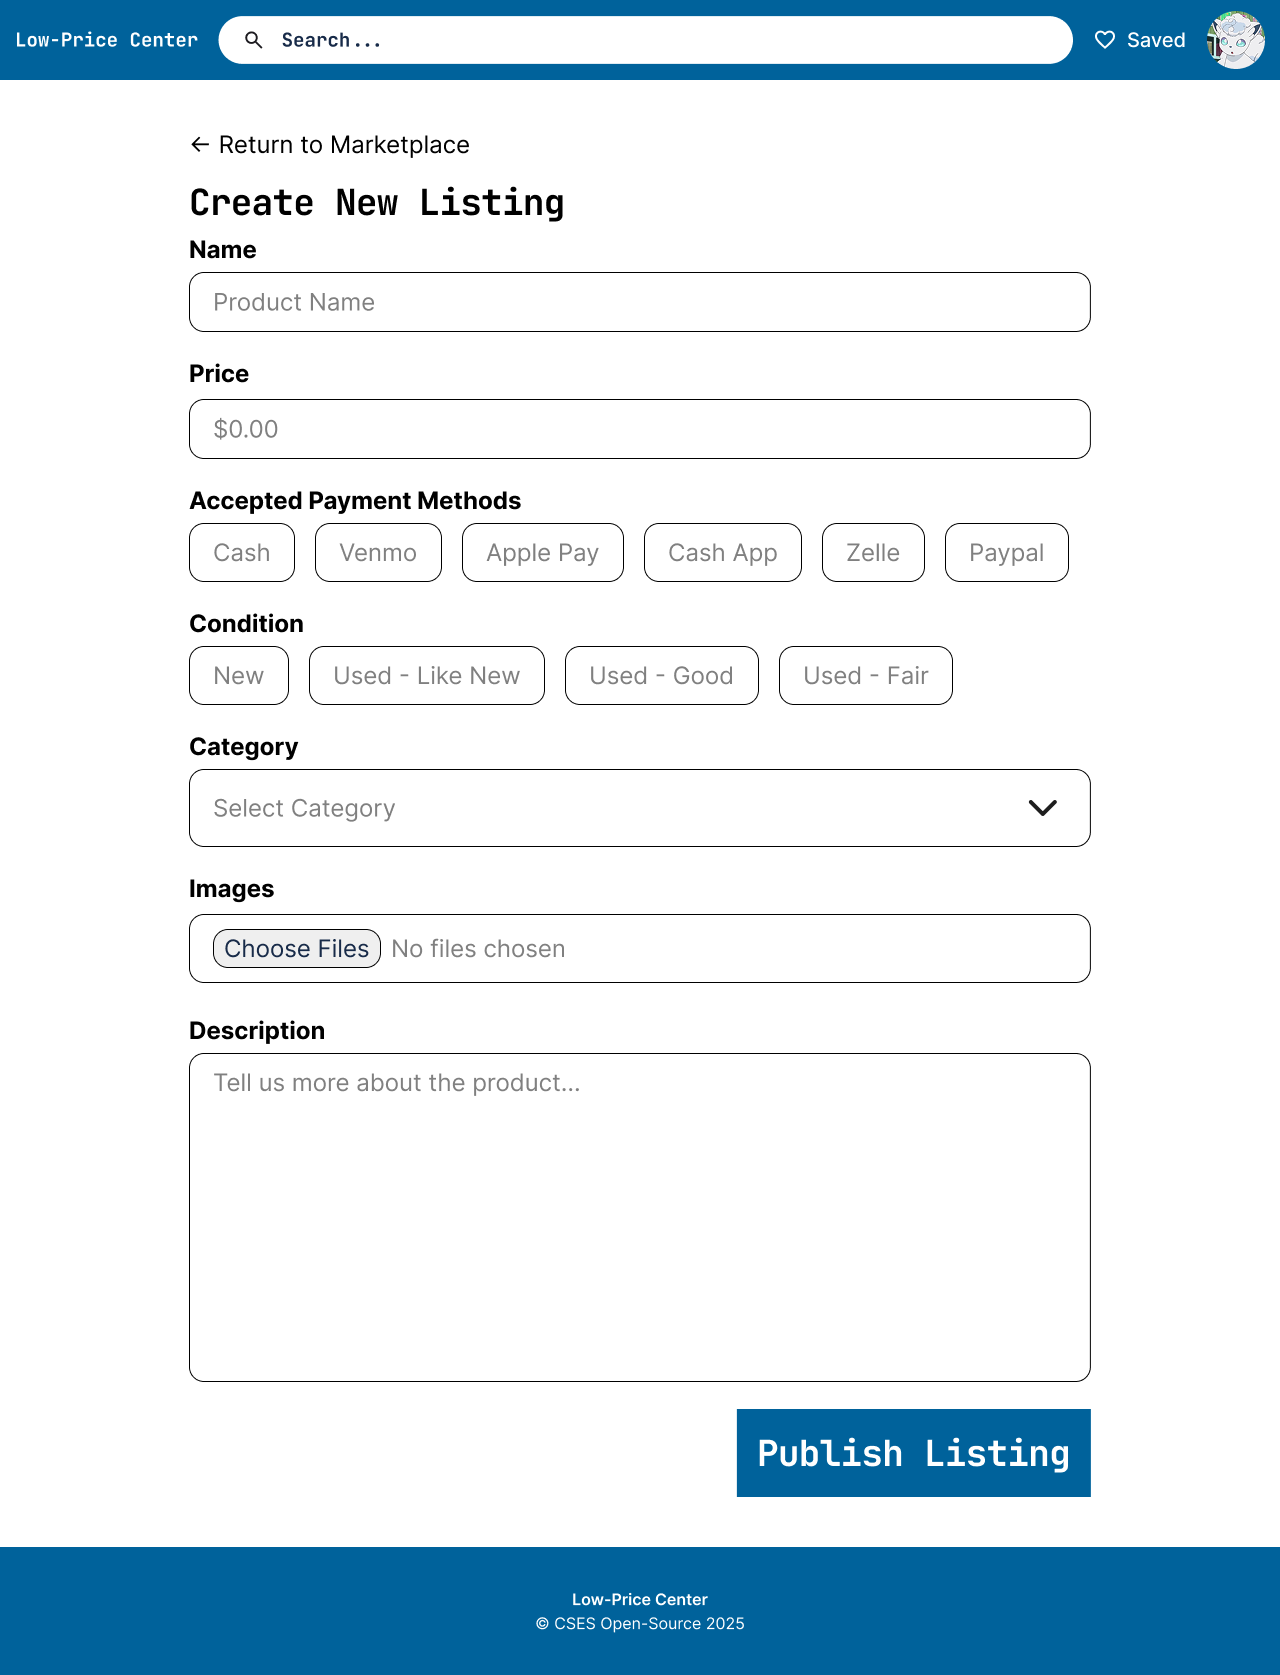 Low-Price Center
Search...
Saved
← Return to Marketplace
Create New Listing
Name
Product Name
Price
$0.00
Accepted Payment Methods
Cash Venmo Apple Pay Cash App Zelle Paypal
Condition
New Used - Like New Used - Good Used - Fair
Category
Select Category
Images
Choose Files No files chosen
Description
Tell us more about the product...
Publish Listing
Low-Price Center
© CSES Open-Source 2025